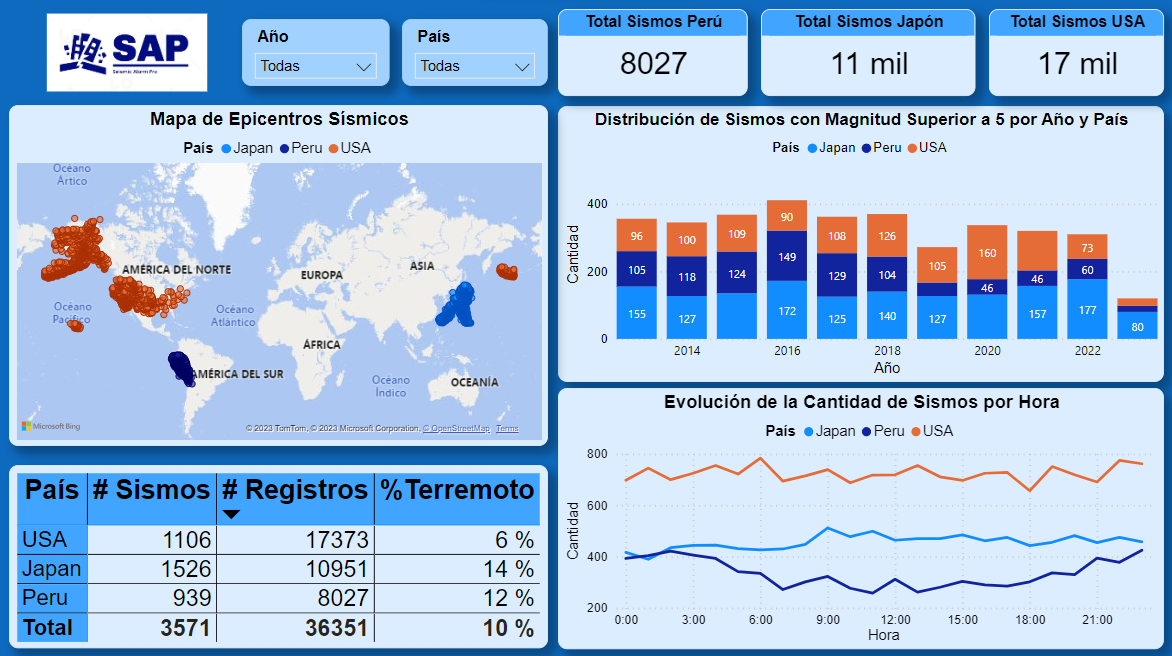 SAP
Seismic Alarm Pro
Año
Todas
País
Todas
Total Sismos Perú
8027
Total Sismos Japón
11 mil
Total Sismos USA
17 mil
Mapa de Epicentros Sísmicos
País Japan Peru USA
Océano
Ártico
AMÉRICA DEL NORTE
EUROPA
ASIA
Océano
Pacífico
Océano
Atlántico
ÁFRICA
AMÉRICA DEL SUR
Océano
Índico
OCEANÍA
Microsoft Bing
© 2023 TomTom, © 2023 Microsoft Corporation, © OpenStreetMap Terms
País # Sismos # Registros %Terremoto
USA 1106 17373 6 %
Japan 1526 10951 14 %
Peru 939 8027 12 %
Total 3571 36351 10 %
Distribución de Sismos con Magnitud Superior a 5 por Año y País
País Japan Peru USA
Cantidad
400
200
0
96 100 109 90 108 126 105 160 73
105 118 124 149 129 104 46 46 60
155 127 172 125 140 127 157 177 80
2014 2016 2018 2020 2022
Año
Evolución de la Cantidad de Sismos por Hora
País Japan Peru USA
Cantidad
800
600
400
200
0:00 3:00 6:00 9:00 12:00 15:00 18:00 21:00
Hora